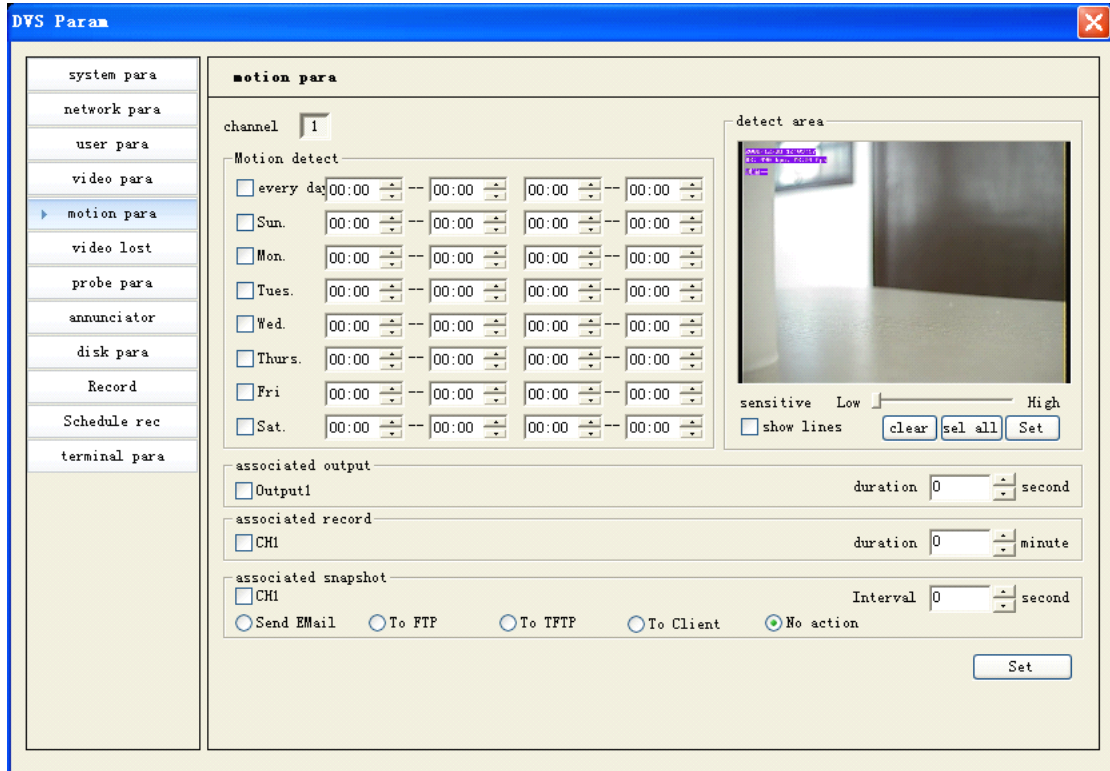 DVS Param
system para
network para
user para
video para
motion para
video lost
probe para
annunciator
disk para
Record
Schedule rec
terminal para
motion para
channel 1
Motion detect
every day 00:00 -- 00:00 00:00 -- 00:00
Sun. 00:00 -- 00:00 00:00 -- 00:00
Mon. 00:00 -- 00:00 00:00 -- 00:00
Tues. 00:00 -- 00:00 00:00 -- 00:00
Wed. 00:00 -- 00:00 00:00 -- 00:00
Thurs. 00:00 -- 00:00 00:00 -- 00:00
Fri 00:00 -- 00:00 00:00 -- 00:00
Sat. 00:00 -- 00:00 00:00 -- 00:00
detect area
sensitive Low High
show lines clear sel all Set
associated output
Output1 duration 0 second
associated record
CH1 duration 0 minute
associated snapshot
CH1 Interval 0 second
Send EMail To FTP To TFTP To Client No action
Set